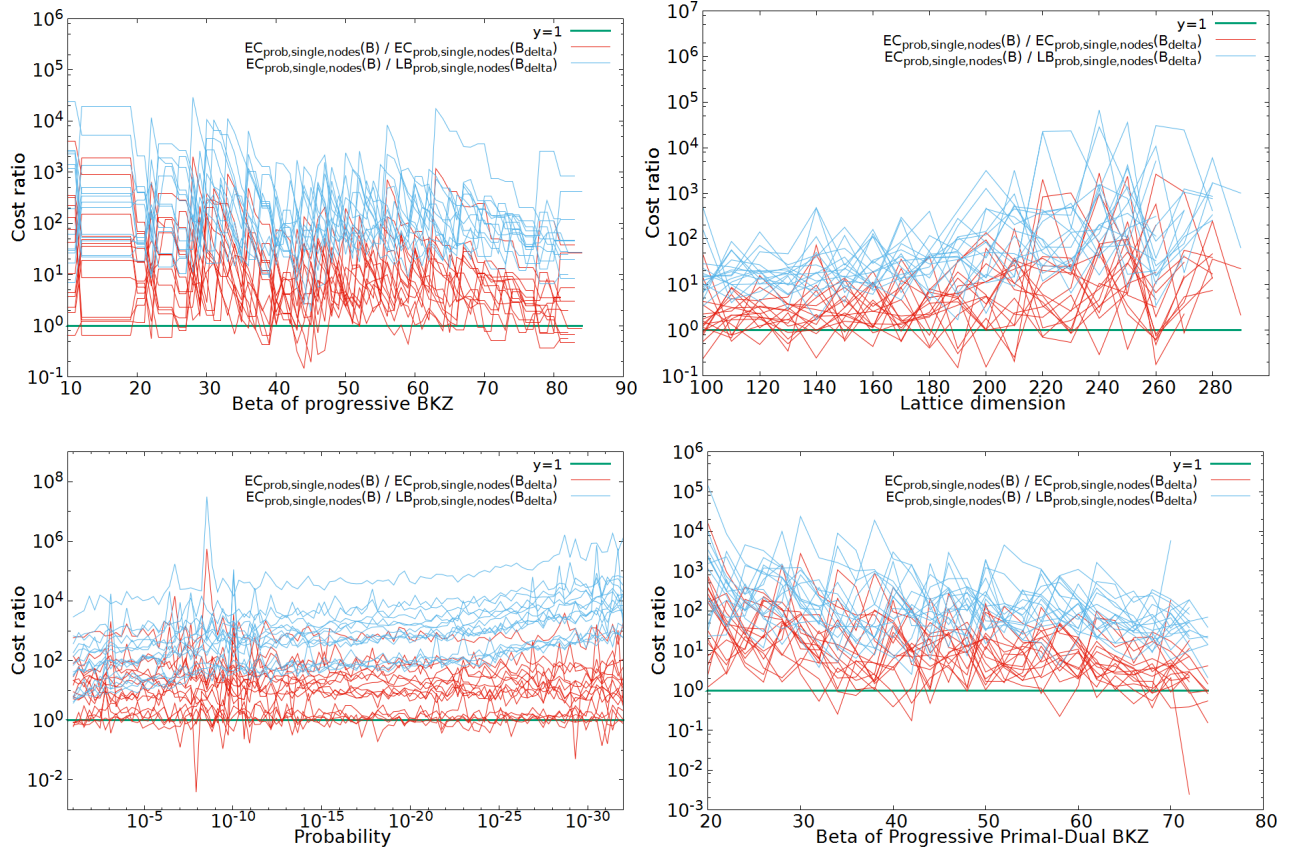 10^6
10^5
10^4
10^3
10^2
10^1
10^0
10^-1
Cost ratio
y=1
EC_prob,single,nodes(B) / EC_prob,single,nodes(B_delta)
EC_prob,single,nodes(B) / LB_prob,single,nodes(B_delta)
10 20 30 40 50 60 70 80 90
Beta of progressive BKZ
10^7
10^6
10^5
10^4
10^3
10^2
10^1
10^0
10^-1
Cost ratio
y=1
EC_prob,single,nodes(B) / EC_prob,single,nodes(B_delta)
EC_prob,single,nodes(B) / LB_prob,single,nodes(B_delta)
100 120 140 160 180 200 220 240 260 280
Lattice dimension
10^8
10^6
10^4
10^2
10^0
10^-2
Cost ratio
y=1
EC_prob,single,nodes(B) / EC_prob,single,nodes(B_delta)
EC_prob,single,nodes(B) / LB_prob,single,nodes(B_delta)
10^-5 10^-10 10^-15 10^-20 10^-25 10^-30
Probability
10^6
10^5
10^4
10^3
10^2
10^1
10^0
10^-1
10^-2
10^-3
Cost ratio
y=1
EC_prob,single,nodes(B) / EC_prob,single,nodes(B_delta)
EC_prob,single,nodes(B) / LB_prob,single,nodes(B_delta)
20 30 40 50 60 70 80
Beta of Progressive Primal-Dual BKZ